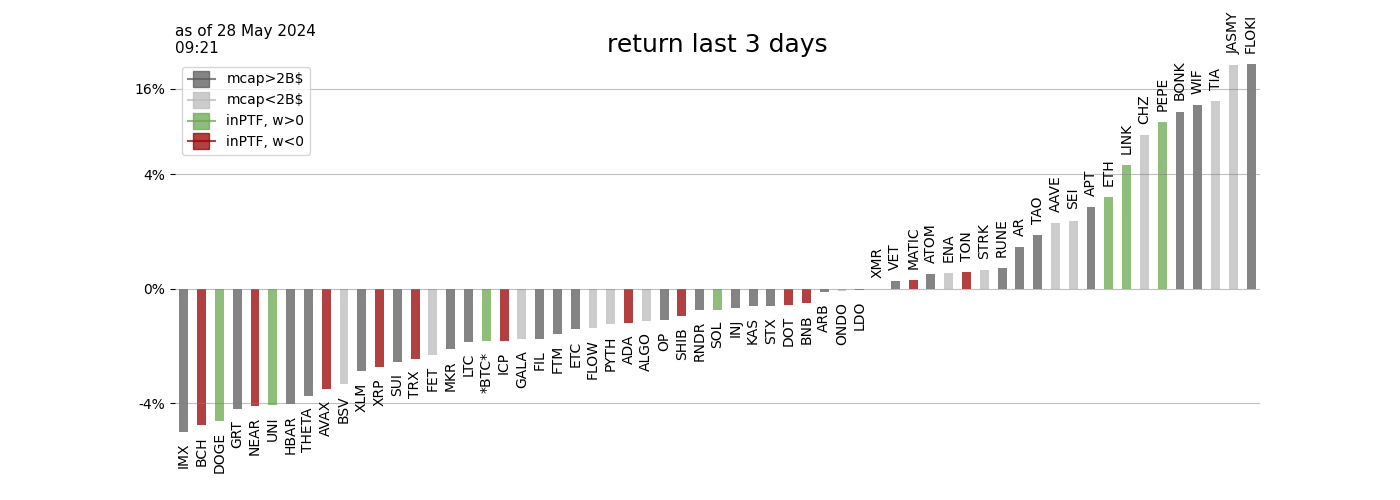 as of 28 May 2024
09:21
return last 3 days
mcap>2B$
mcap<2B$
inPTF, w>0
inPTF, w<0
16%
4%
0%
-4%
IMX
BCH
DOGE
GRT
NEAR
UNI
HBAR
THETA
AVAX
BSV
XLM
XRP
SUI
TRX
FET
MKR
LTC
*BTC*
ICP
GALA
FIL
FTM
ETC
FLOW
PYTH
ADA
ALGO
OP
SHIB
RNDR
SOL
INJ
KAS
STX
DOT
BNB
ARB
ONDO
LDO
XMR
VET
MATIC
ATOM
ENA
TON
STRK
RUNE
AR
TAO
AAVE
SEI
APT
ETH
LINK
CHZ
PEPE
BONK
WIF
TIA
JASMY
FLOKI